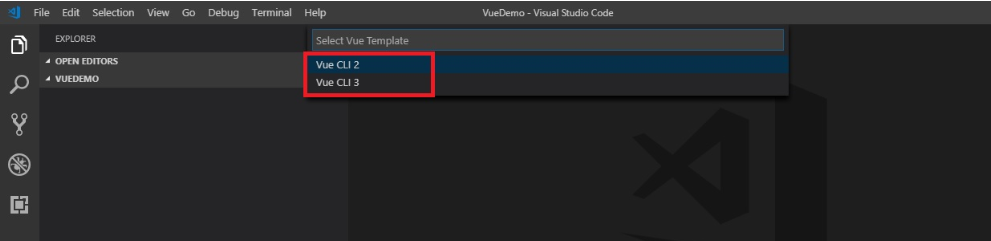 File Edit Selection View Go Debug Terminal Help VueDemo - Visual Studio Code
EXPLORER
OPEN EDITORS
VUEDEMO
Select Vue Template
Vue CLI 2
Vue CLI 3